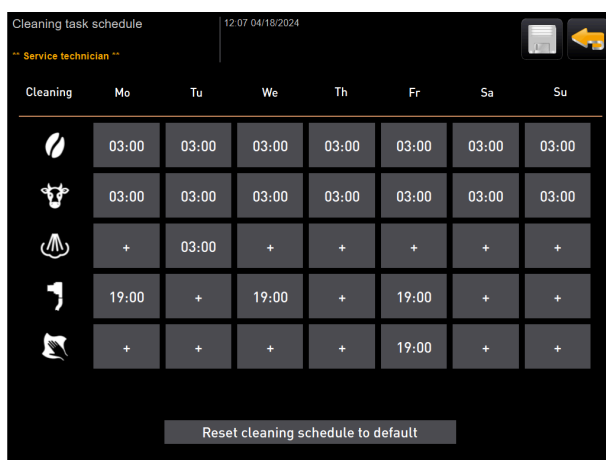 Cleaning task schedule
12:07 04/18/2024
** Service technician **
Cleaning Mo Tu We Th Fr Sa Su
03:00 03:00 03:00 03:00 03:00 03:00 03:00
03:00 03:00 03:00 03:00 03:00 03:00 03:00
+ 03:00 + + + + +
19:00 + 19:00 + 19:00 + +
+ + + + 19:00 + +
Reset cleaning schedule to default